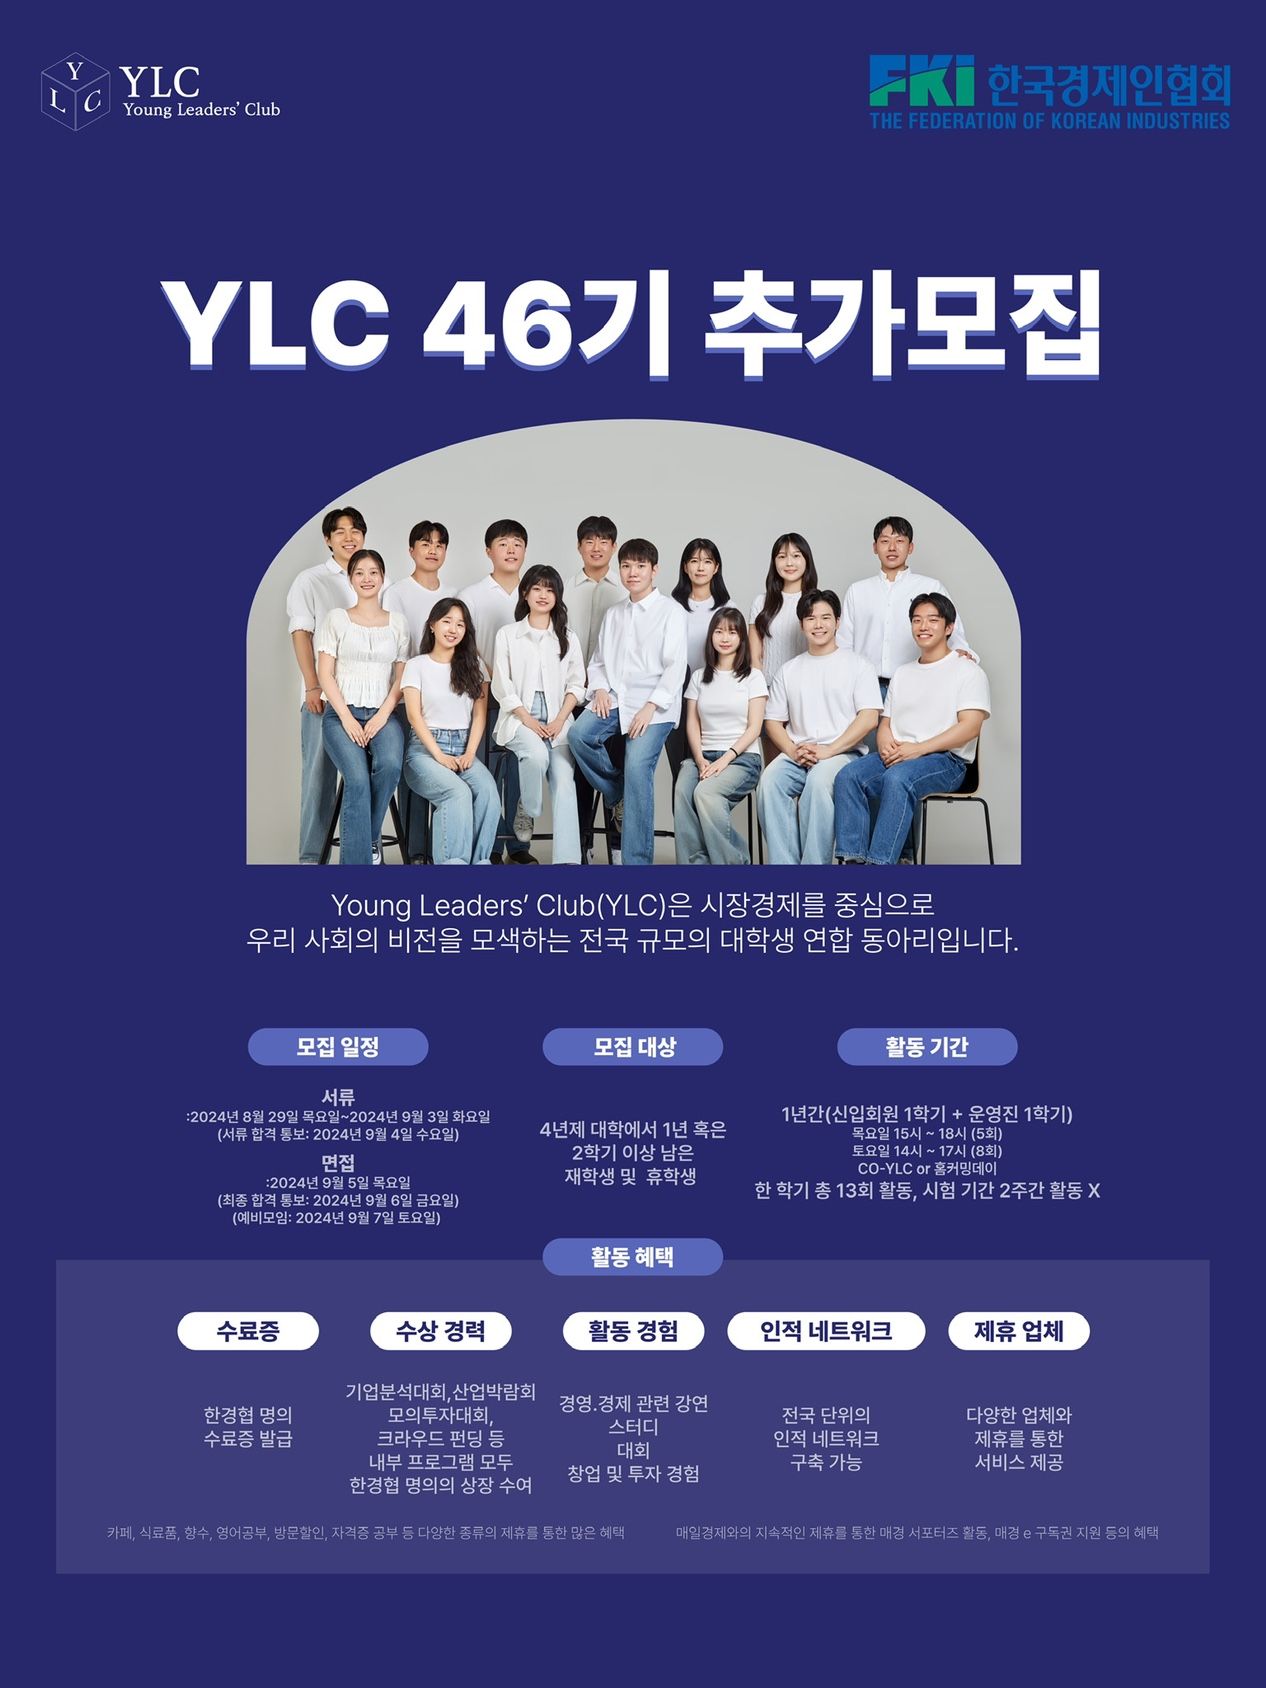 Y
L C
YLC
Young Leaders' Club
FKI 한국경제인협회
THE FEDERATION OF KOREAN INDUSTRIES
YLC 46기 추가모집
Young Leaders' Club(YLC)은 시장경제를 중심으로
우리 사회의 비전을 모색하는 전국 규모의 대학생 연합 동아리입니다.
모집 일정
서류
:2024년 8월 29일 목요일~2024년 9월 3일 화요일
(서류 합격 통보: 2024년 9월 4일 수요일)
면접
:2024년 9월 5일 목요일
(최종 합격 통보: 2024년 9월 6일 금요일)
(예비모임: 2024년 9월 7일 토요일)
모집 대상
4년제 대학에서 1년 혹은
2학기 이상 남은
재학생 및 휴학생
활동 기간
1년간(신입회원 1학기 + 운영진 1학기)
목요일 15시 ~ 18시 (5회)
토요일 14시 ~ 17시 (8회)
CO-YLC or 홈커밍데이
한 학기 총 13회 활동, 시험 기간 2주간 활동 X
활동 혜택
수료증
한경협 명의
수료증 발급
수상 경력
기업분석대회,산업박람회
모의투자대회,
크라우드 펀딩 등
내부 프로그램 모두
한경협 명의의 상장 수여
활동 경험
경영.경제 관련 강연
스터디
대회
창업 및 투자 경험
인적 네트워크
전국 단위의
인적 네트워크
구축 가능
제휴 업체
다양한 업체와
제휴를 통한
서비스 제공
카페, 식료품, 향수, 영어공부, 방문할인, 자격증 공부 등 다양한 종류의 제휴를 통한 많은 혜택
매일경제와의 지속적인 제휴를 통한 매경 서포터즈 활동, 매경 e 구독권 지원 등의 혜택